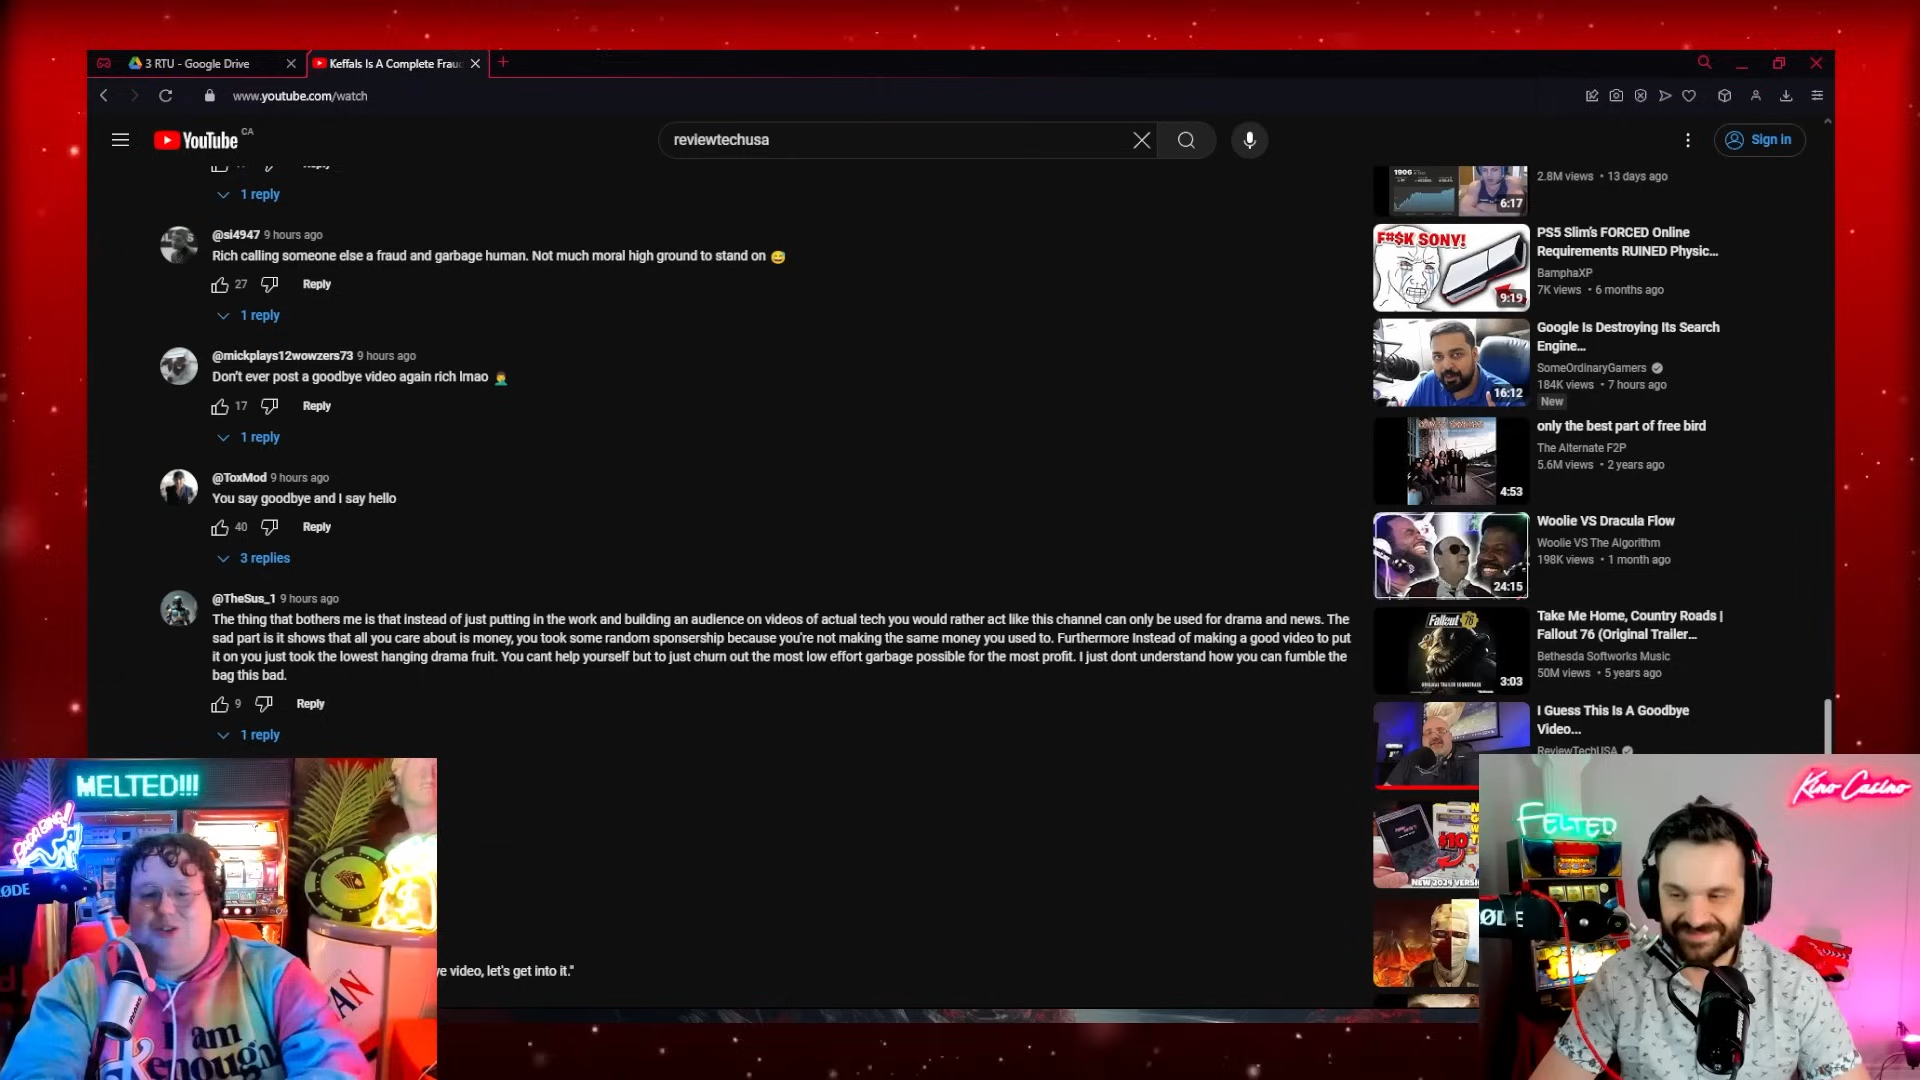 3 RTU - Google Drive
Keffals Is A Complete Frau
www.youtube.com/watch
YouTube CA
reviewtechusa
Sign in
Reply
1 reply
@si4947 9 hours ago
Rich calling someone else a fraud and garbage human. Not much moral high ground to stand on 😅
27 Reply
1 reply
@mickplays12wowzers73 9 hours ago
Don't ever post a goodbye video again rich lmao 🤦‍♂️
17 Reply
1 reply
@ToxMod 9 hours ago
You say goodbye and I say hello
40 Reply
3 replies
@TheSus_1 9 hours ago
The thing that bothers me is that instead of just putting in the work and building an audience on videos of actual tech you would rather act like this channel can only be used for drama and news. The
sad part is it shows that all you care about is money, you took some random sponsership because you're not making the same money you used to. Furthermore Instead of making a good video to put
it on you just took the lowest hanging drama fruit. You cant help yourself but to just churn out the most low effort garbage possible for the most profit. I just dont understand how you can fumble the
bag this bad.
9 Reply
1 reply
video, let's get into it."
1906
6:17
2.8M views • 13 days ago
F#$K SONY!
9:19
PS5 Slim's FORCED Online
Requirements RUINED Physic...
BamphaXP
7K views • 6 months ago
16:12
Google Is Destroying Its Search
Engine...
SomeOrdinaryGamers
184K views • 7 hours ago
New
4:53
only the best part of free bird
The Alternate F2P
5.6M views • 2 years ago
24:15
Woolie VS Dracula Flow
Woolie VS The Algorithm
198K views • 1 month ago
Fallout 76
3:03
Take Me Home, Country Roads |
Fallout 76 (Original Trailer...
Bethesda Softworks Music
50M views • 5 years ago
I Guess This Is A Goodbye
Video...
ReviewTechUSA
$10
NEW 2024 VERSI
MELTED!!!
BADA BING!
RØDE
I am
Kenough
Kino Casino
FELTED
RØDE